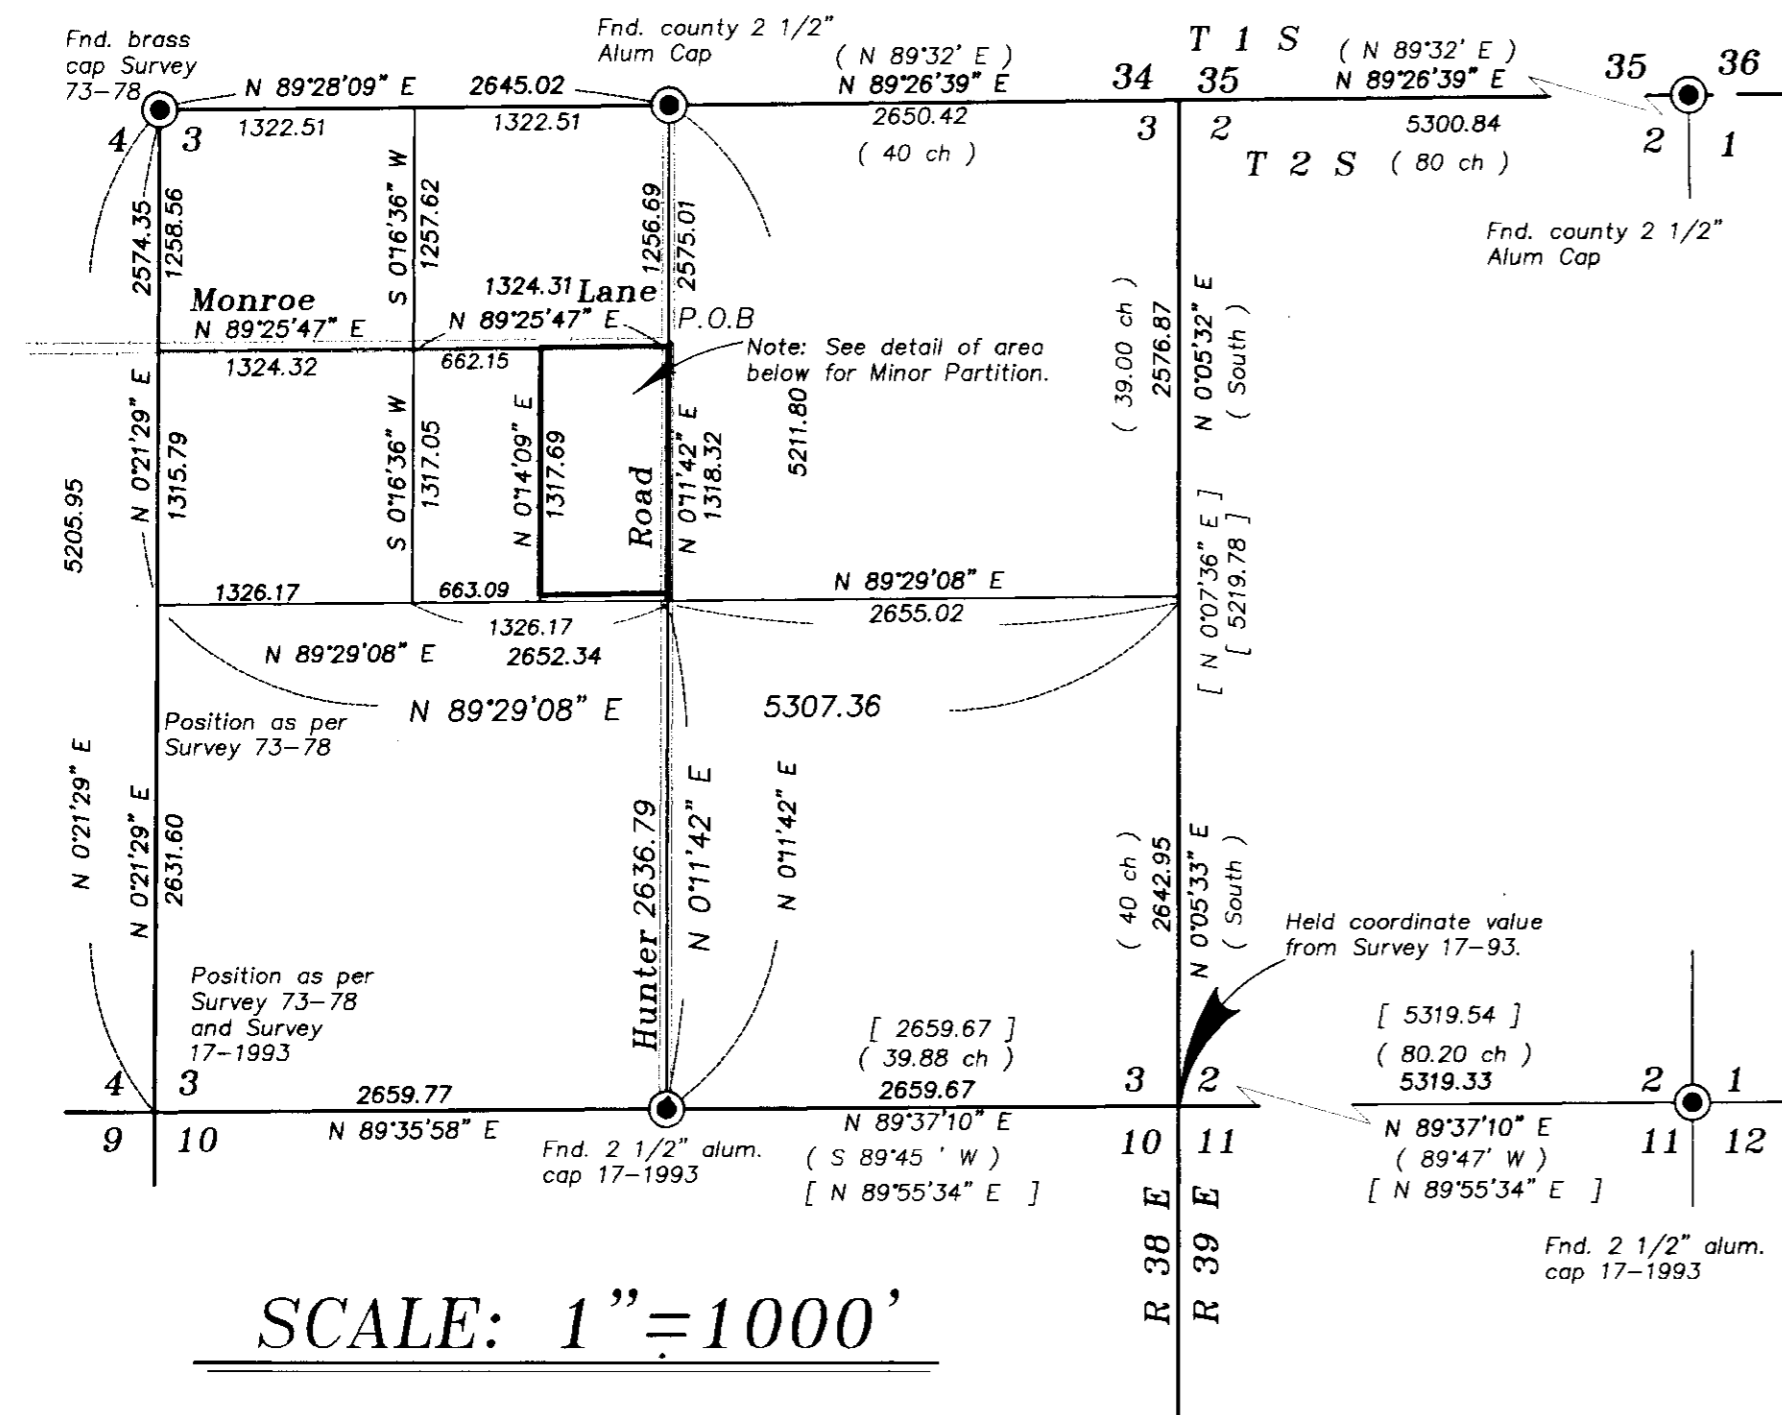 Fnd. brass
cap Survey
73-78
Fnd. county 2 1/2"
Alum Cap
N 89°28'09" E
2645.02
1322.51
1322.51
( N 89°32' E )
N 89°26'39" E
2650.42
( 40 ch )
T 1 S
34
35
3
2
T 2 S
( N 89°32' E )
N 89°26'39" E
5300.84
( 80 ch )
35
36
2
1
Fnd. county 2 1/2"
Alum Cap
4
3
2574.35
1258.56
S 0°16'36" W
1257.62
1256.69
2575.01
Monroe
Lane
1324.31
N 89°25'47" E
N 89°25'47" E
P.O.B
1324.32
662.15
Note: See detail of area
below for Minor Partition.
( 39.00 ch )
2576.87
N 0°05'32" E
( South )
5205.95
N 0°21'29" E
1315.79
S 0°16'36" W
1317.05
N 0°14'09" E
1317.69
Road
N 0°11'42" E
1318.32
5211.80
[ N 0°07'36" E ]
[ 5219.78 ]
1326.17
663.09
1326.17
N 89°29'08" E
2652.34
N 89°29'08" E
2655.02
N 89°29'08" E
5307.36
Position as per
Survey 73-78
N 0°21'29" E
N 0°21'29" E
2631.60
Hunter
2636.79
N 0°11'42" E
N 0°11'42" E
( 40 ch )
2642.95
N 0°05'33" E
( South )
Held coordinate value
from Survey 17-93.
Position as per
Survey 73-78
and Survey
17-1993
4
3
9
10
2659.77
N 89°35'58" E
Fnd. 2 1/2" alum.
cap 17-1993
[ 2659.67 ]
( 39.88 ch )
2659.67
N 89°37'10" E
( S 89°45 ' W )
[ N 89°55'34" E ]
3
2
10
11
[ 5319.54 ]
( 80.20 ch )
5319.33
N 89°37'10" E
( 89°47' W )
[ N 89°55'34" E ]
2
1
11
12
Fnd. 2 1/2" alum.
cap 17-1993
R 38 E
R 39 E
SCALE: 1"=1000'